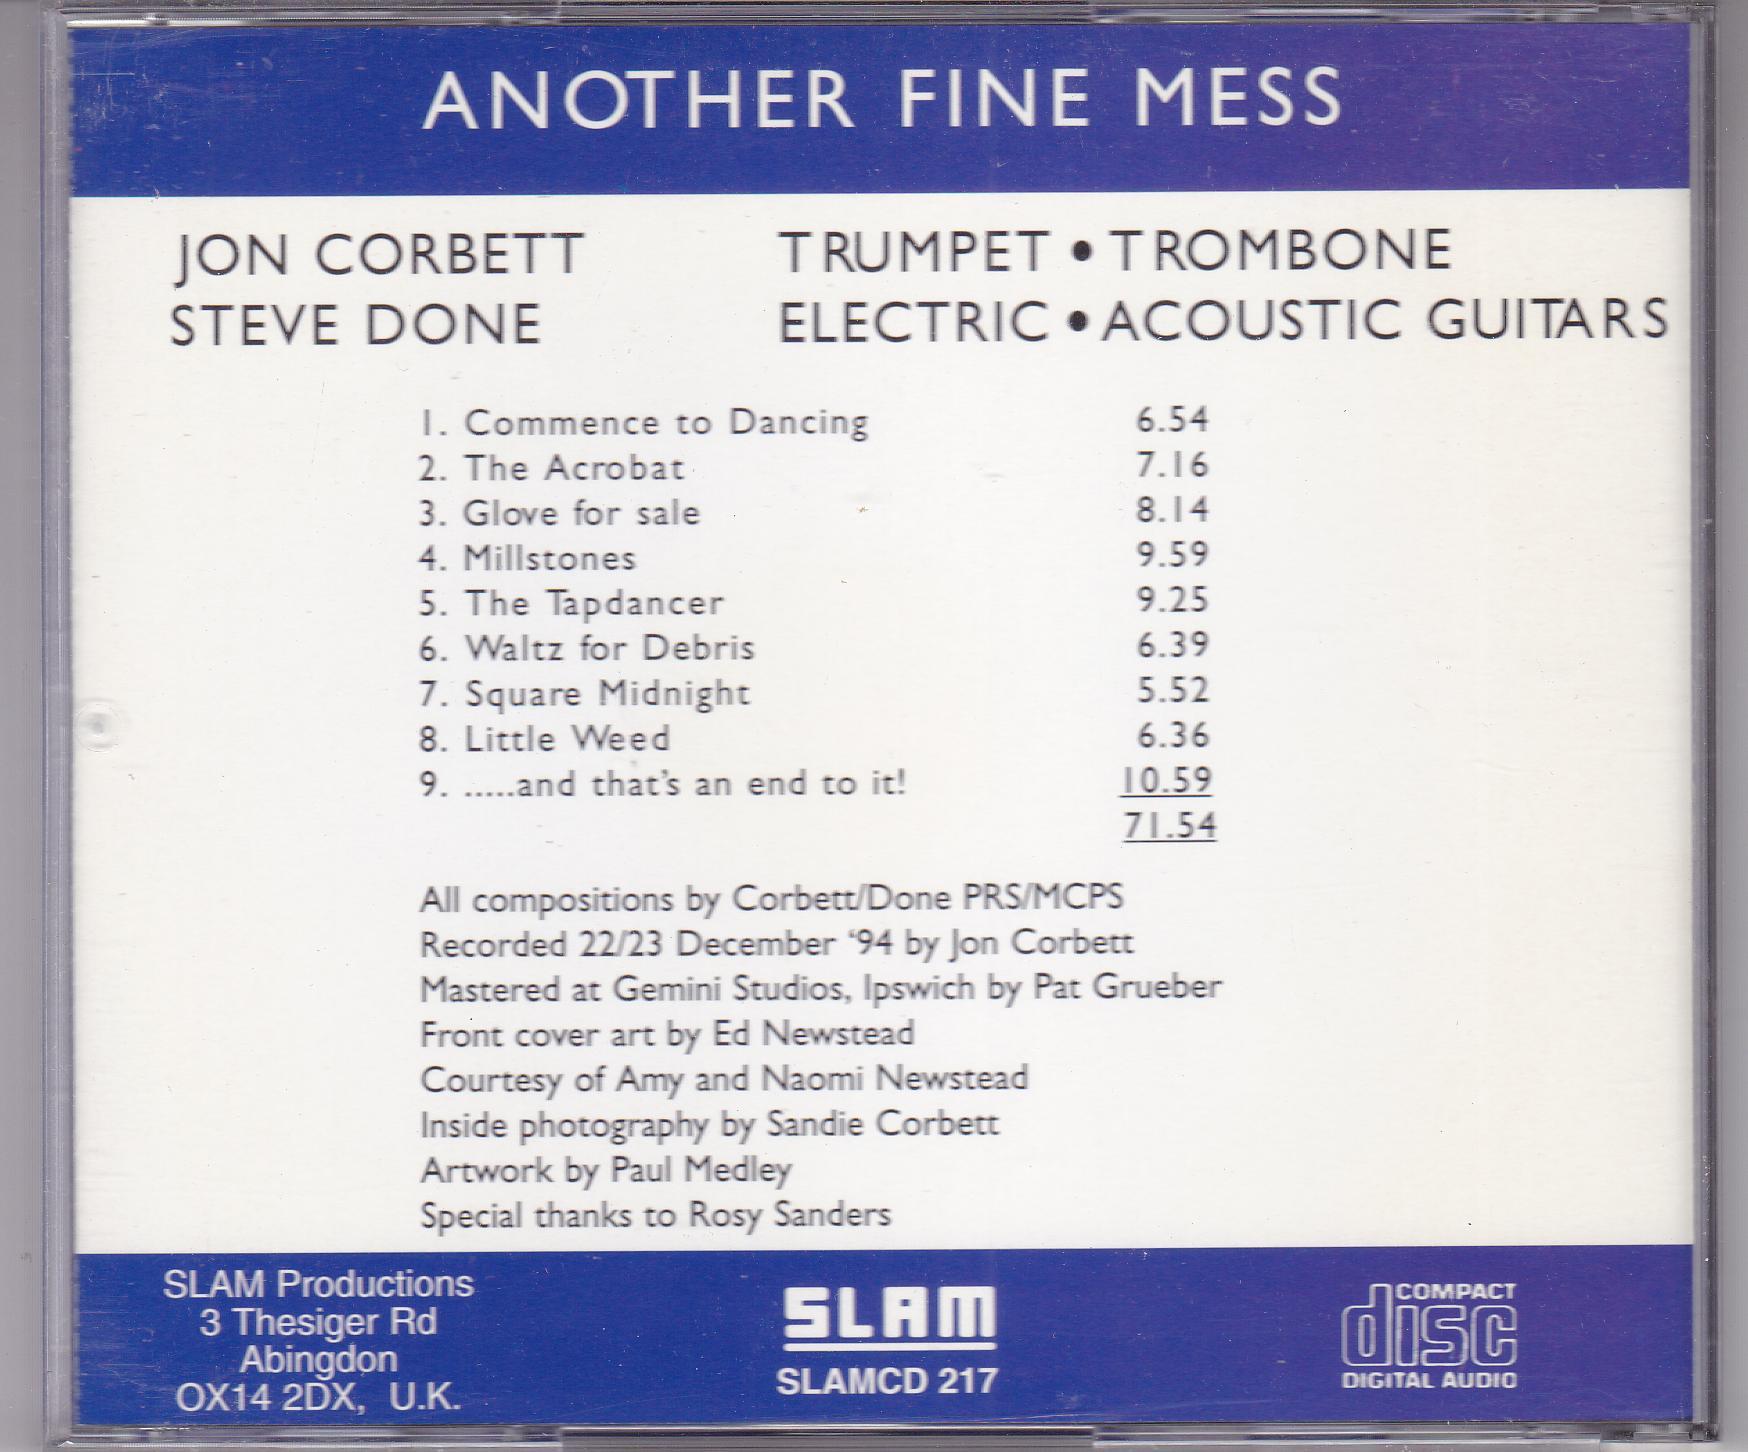 ANOTHER FINE MESS
JON CORBETT TRUMPET • TROMBONE
STEVE DONE ELECTRIC • ACOUSTIC GUITARS
1. Commence to Dancing 6.54
2. The Acrobat 7.16
3. Glove for sale 8.14
4. Millstones 9.59
5. The Tapdancer 9.25
6. Waltz for Debris 6.39
7. Square Midnight 5.52
8. Little Weed 6.36
9. .....and that's an end to it! 10.59
71.54
All compositions by Corbett/Done PRS/MCPS
Recorded 22/23 December ‘94 by Jon Corbett
Mastered at Gemini Studios, Ipswich by Pat Grueber
Front cover art by Ed Newstead
Courtesy of Amy and Naomi Newstead
Inside photography by Sandie Corbett
Artwork by Paul Medley
Special thanks to Rosy Sanders
SLAM Productions
3 Thesiger Rd
Abingdon
OX14 2DX, U.K.
SLAM
SLAMCD 217
COMPACT
disc
DIGITAL AUDIO